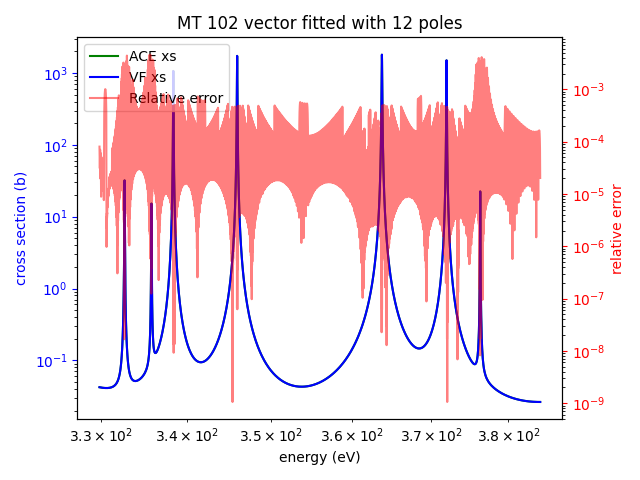 MT 102 vector fitted with 12 poles
ACE xs
VF xs
Relative error
10³
10²
10¹
10⁰
10⁻¹
cross section (b)
10⁻³
10⁻⁴
10⁻⁵
10⁻⁶
10⁻⁷
10⁻⁸
10⁻⁹
relative error
3.3 × 10² 3.4 × 10² 3.5 × 10² 3.6 × 10² 3.7 × 10² 3.8 × 10²
energy (eV)